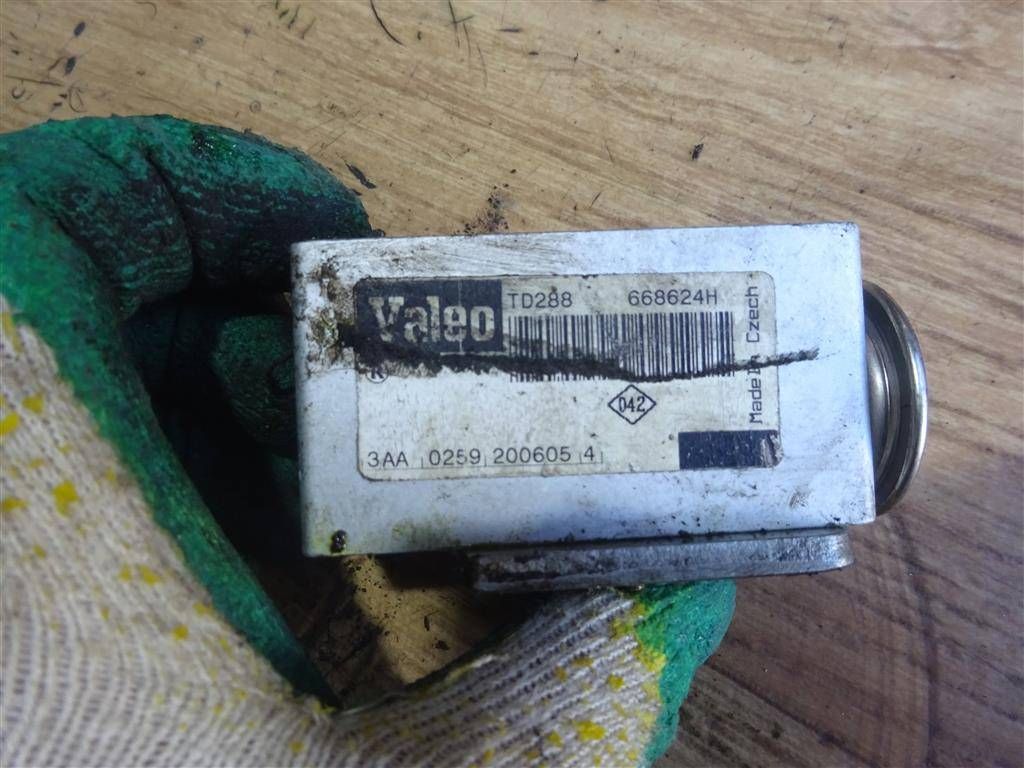 Valeo
TD288 668624H
Made in Czech
042
3AA 0259 200605 4